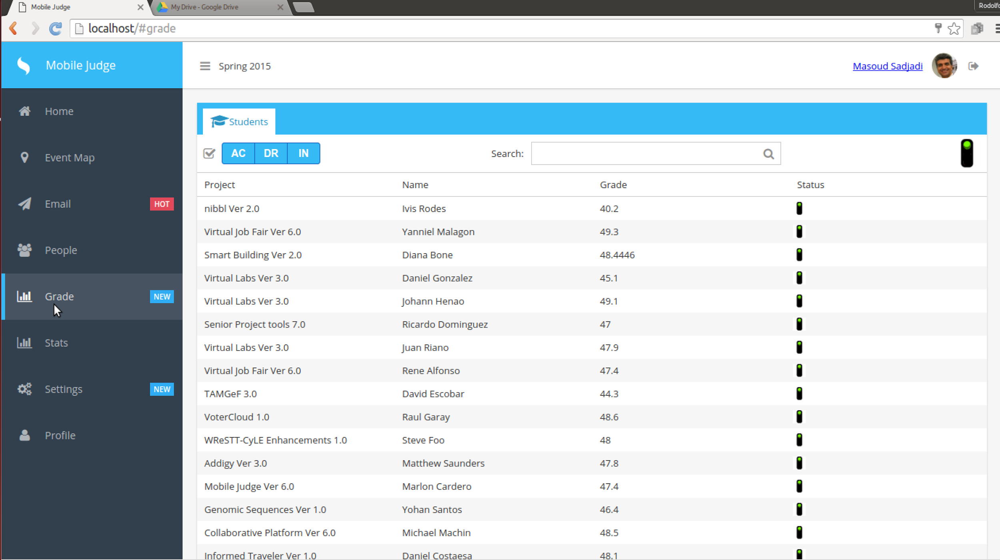 Mobile Judge
My Drive - Google Drive
localhost/#grade
Mobile Judge
Spring 2015
Masoud Sadjadi
Home
Event Map
Email HOT
People
Grade NEW
Stats
Settings NEW
Profile
Students
AC DR IN
Search:
Project Name Grade Status
nibbl Ver 2.0 Ivis Rodes 40.2
Virtual Job Fair Ver 6.0 Yanniel Malagon 49.3
Smart Building Ver 2.0 Diana Bone 48.4446
Virtual Labs Ver 3.0 Daniel Gonzalez 45.1
Virtual Labs Ver 3.0 Johann Henao 49.1
Senior Project tools 7.0 Ricardo Dominguez 47
Virtual Labs Ver 3.0 Juan Riano 47.9
Virtual Job Fair Ver 6.0 Rene Alfonso 47.4
TAMGeF 3.0 David Escobar 44.3
VoterCloud 1.0 Raul Garay 48.6
WReSTT-CyLE Enhancements 1.0 Steve Foo 48
Addigy Ver 3.0 Matthew Saunders 47.8
Mobile Judge Ver 6.0 Marlon Cardero 47.4
Genomic Sequences Ver 1.0 Yohan Santos 46.4
Collaborative Platform Ver 6.0 Michael Machin 48.5
Informed Traveler Ver 1.0 Daniel Costaesa 48.1